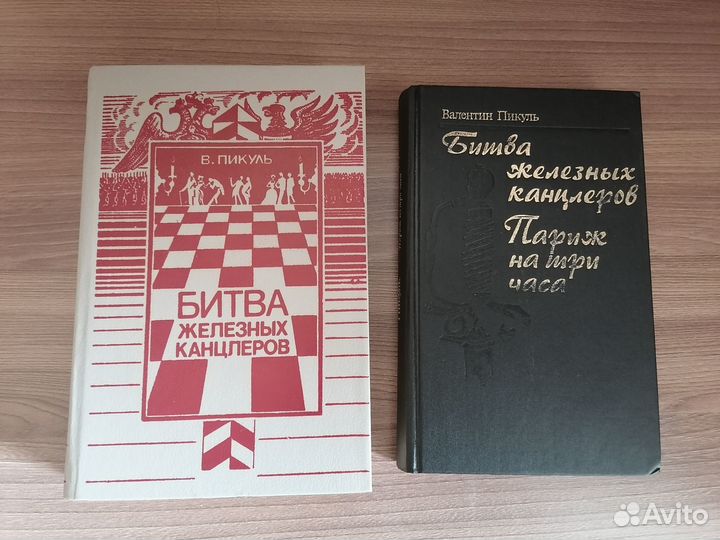 В. ПИКУЛЬ
БИТВА
ЖЕЛЕЗНЫХ
КАНЦЛЕРОВ
Валентин Пикуль
Битва
железных
канцлеров
Париж
на три
часа
Avito